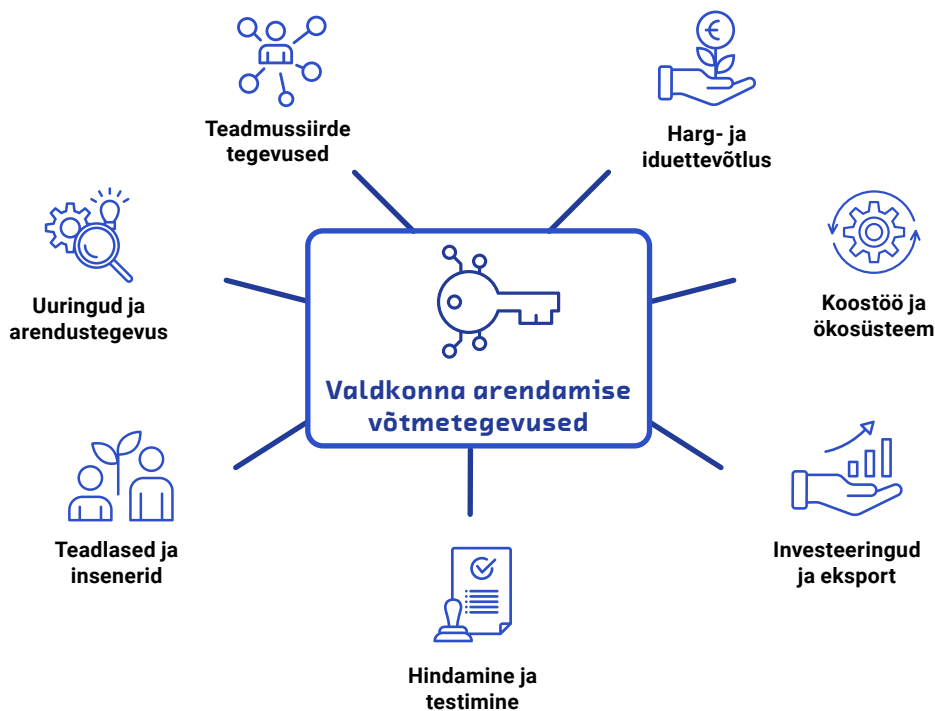 Teadmussiirde
tegevused
Harg- ja
iduettevõtlus
Uuringud ja
arendustegevus
Koostöö ja
ökosüsteem
Valdkonna arendamise
võtmetegevused
Teadlased ja
insenerid
Investeeringud
ja eksport
Hindamine ja
testimine